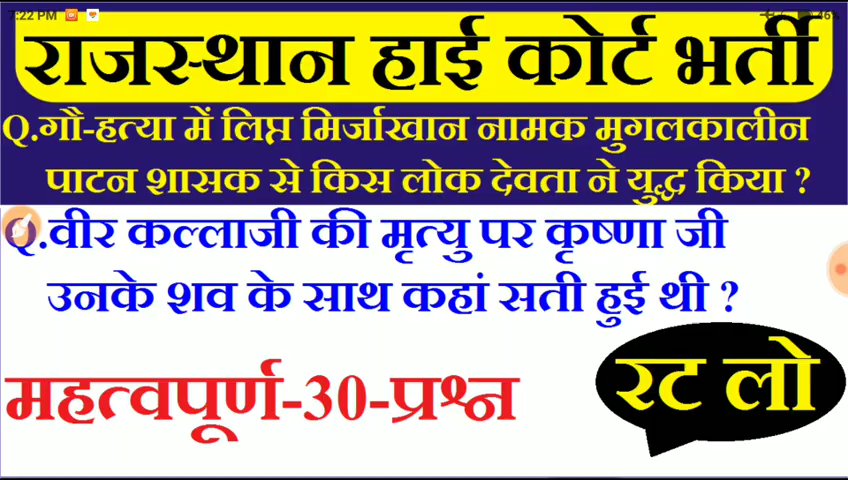 7:22 PM
46%
राजस्थान हाई कोर्ट भर्ती
Q.गौ-हत्या में लिप्त मिर्जाखान नामक मुगलकालीन
पाटन शासक से किस लोक देवता ने युद्ध किया ?
Q.वीर कल्लाजी की मृत्यु पर कृष्णा जी
उनके शव के साथ कहां सती हुई थी ?
महत्वपूर्ण-30-प्रश्न
रट लो